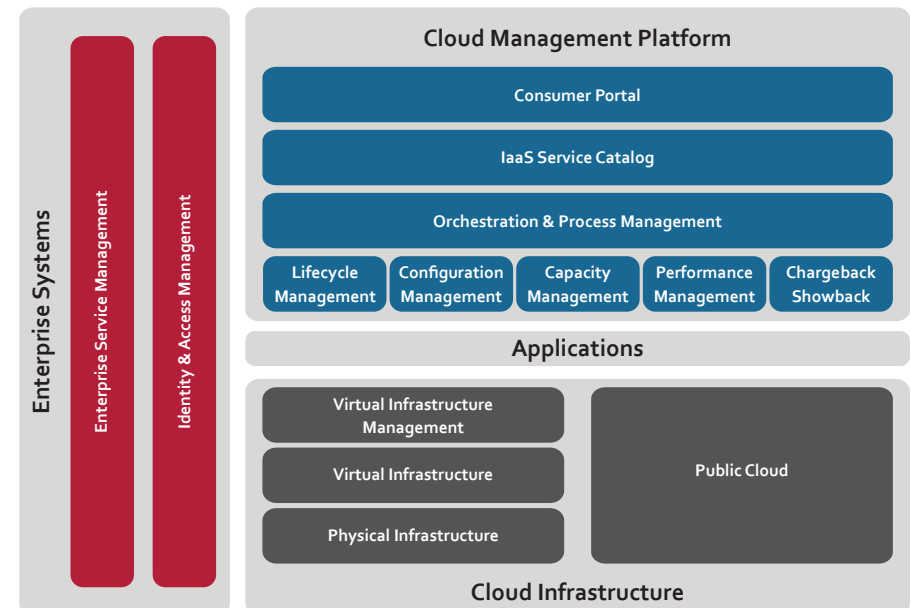 Enterprise Systems
Enterprise Service Management
Identity & Access Management
Cloud Management Platform
Consumer Portal
IaaS Service Catalog
Orchestration & Process Management
Lifecycle
Management
Configuration
Management
Capacity
Management
Performance
Management
Chargeback
Showback
Applications
Virtual Infrastructure
Management
Virtual Infrastructure
Physical Infrastructure
Public Cloud
Cloud Infrastructure